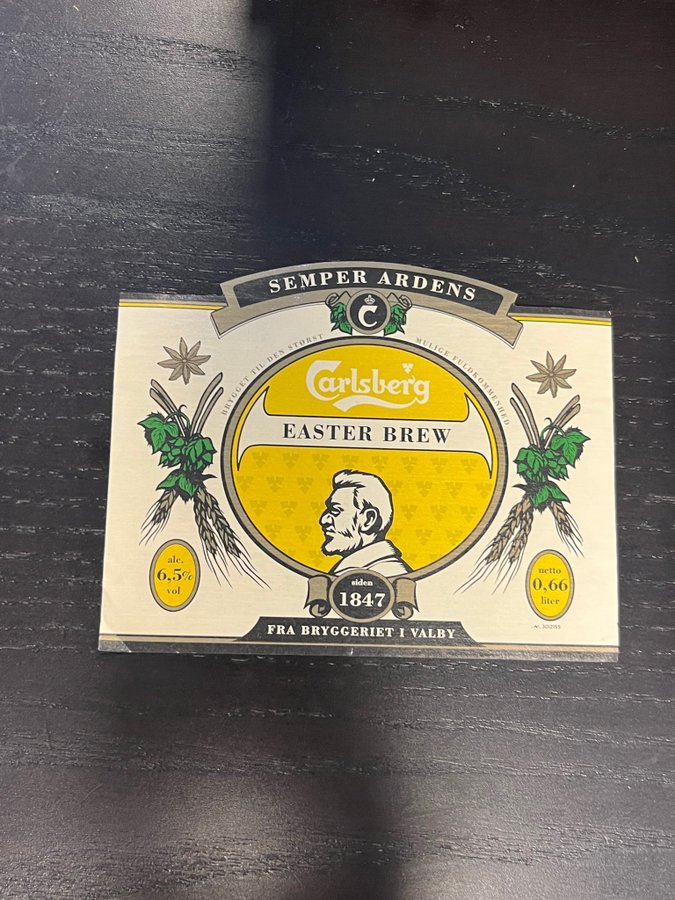 SEMPER ARDENS
C
BRYGGET TIL DEN STØRST MULIGE FULDKOMMENHED
Carlsberg
EASTER BREW
alc.
6,5%
vol
netto
0,66
liter
siden
1847
FRA BRYGGERIET I VALBY